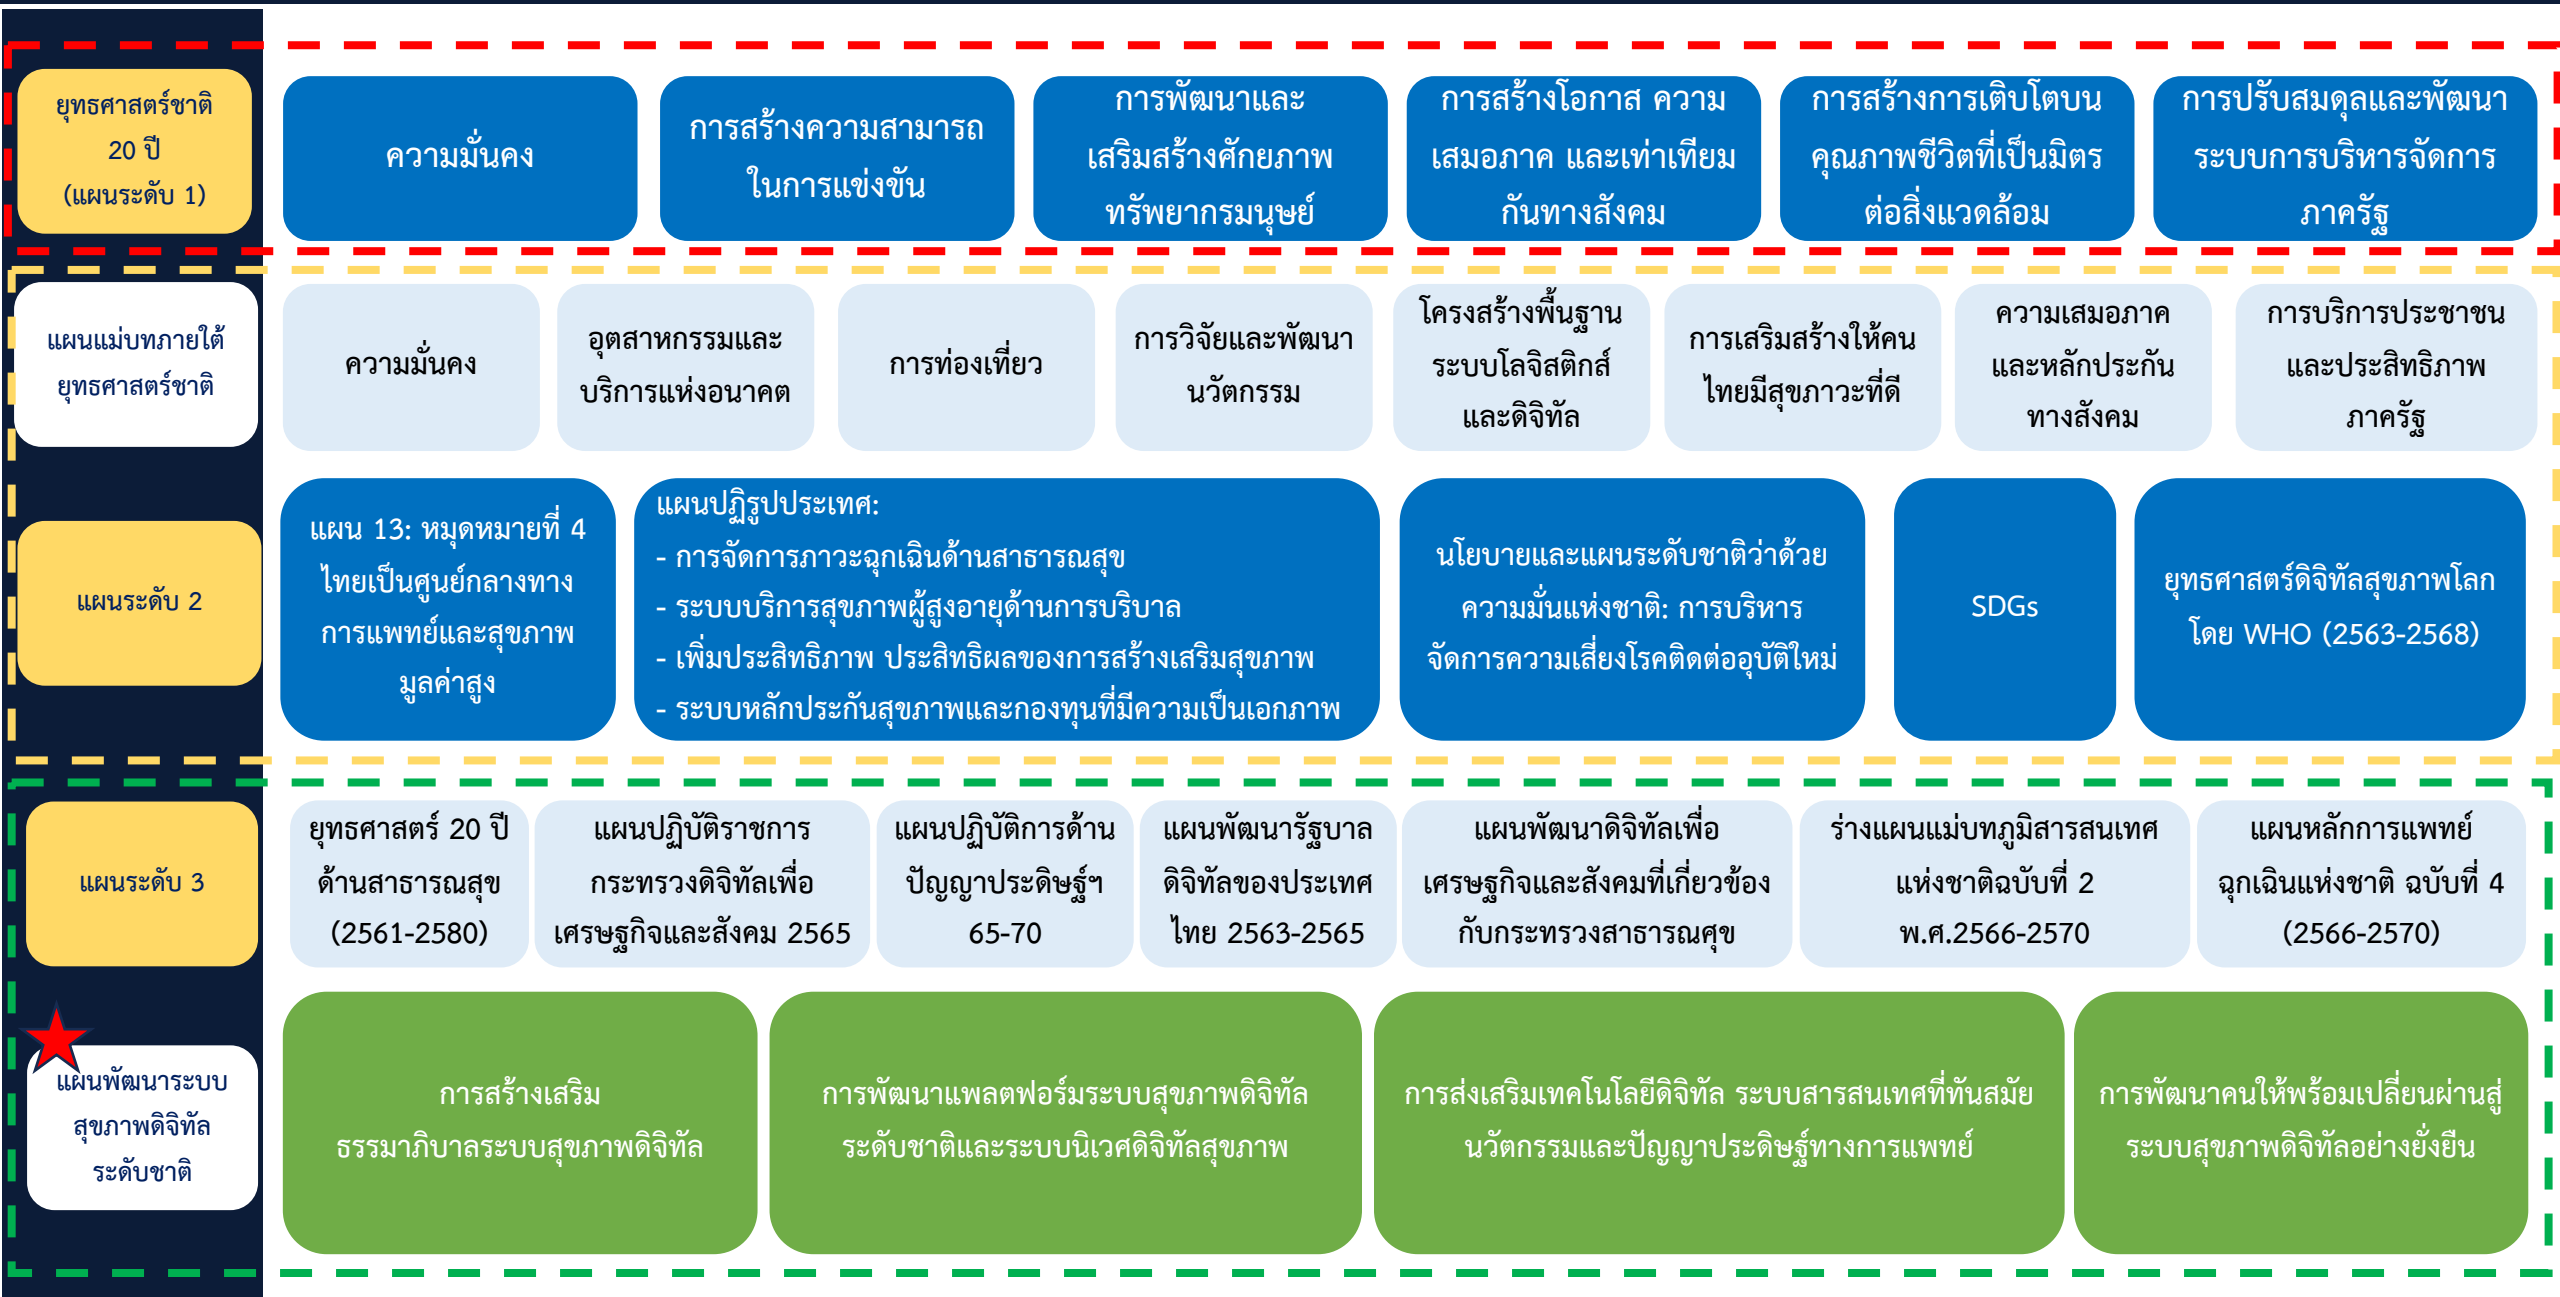 ยุทธศาสตร์ชาติ
20 ปี
(แผนระดับ 1)
ความมั่นคง
การสร้างความสามารถ
ในการแข่งขัน
การพัฒนาและ
เสริมสร้างศักยภาพ
ทรัพยากรมนุษย์
การสร้างโอกาส ความ
เสมอภาค และเท่าเทียม
กันทางสังคม
การสร้างการเติบโตบน
คุณภาพชีวิตที่เป็นมิตร
ต่อสิ่งแวดล้อม
การปรับสมดุลและพัฒนา
ระบบการบริหารจัดการ
ภาครัฐ
แผนแม่บทภายใต้
ยุทธศาสตร์ชาติ
ความมั่นคง
อุตสาหกรรมและ
บริการแห่งอนาคต
การท่องเที่ยว
การวิจัยและพัฒนา
นวัตกรรม
โครงสร้างพื้นฐาน
ระบบโลจิสติกส์
และดิจิทัล
การเสริมสร้างให้คน
ไทยมีสุขภาวะที่ดี
ความเสมอภาค
และหลักประกัน
ทางสังคม
การบริการประชาชน
และประสิทธิภาพ
ภาครัฐ
แผนระดับ 2
แผน 13: หมุดหมายที่ 4
ไทยเป็นศูนย์กลางทาง
การแพทย์และสุขภาพ
มูลค่าสูง
แผนปฏิรูปประเทศ:
- การจัดการภาวะฉุกเฉินด้านสาธารณสุข
- ระบบบริการสุขภาพผู้สูงอายุด้านการบริบาล
- เพิ่มประสิทธิภาพ ประสิทธิผลของการสร้างเสริมสุขภาพ
- ระบบหลักประกันสุขภาพและกองทุนที่มีความเป็นเอกภาพ
นโยบายและแผนระดับชาติว่าด้วย
ความมั่นแห่งชาติ: การบริหาร
จัดการความเสี่ยงโรคติดต่ออุบัติใหม่
SDGs
ยุทธศาสตร์ดิจิทัลสุขภาพโลก
โดย WHO (2563-2568)
แผนระดับ 3
ยุทธศาสตร์ 20 ปี
ด้านสาธารณสุข
(2561-2580)
แผนปฏิบัติราชการ
กระทรวงดิจิทัลเพื่อ
เศรษฐกิจและสังคม 2565
แผนปฏิบัติการด้าน
ปัญญาประดิษฐ์ฯ
65-70
แผนพัฒนารัฐบาล
ดิจิทัลของประเทศ
ไทย 2563-2565
แผนพัฒนาดิจิทัลเพื่อ
เศรษฐกิจและสังคมที่เกี่ยวข้อง
กับกระทรวงสาธารณศุข
ร่างแผนแม่บทภูมิสารสนเทศ
แห่งชาติฉบับที่ 2
พ.ศ.2566-2570
แผนหลักการแพทย์
ฉุกเฉินแห่งชาติ ฉบับที่ 4
(2566-2570)
แผนพัฒนาระบบ
สุขภาพดิจิทัล
ระดับชาติ
การสร้างเสริม
ธรรมาภิบาลระบบสุขภาพดิจิทัล
การพัฒนาแพลตฟอร์มระบบสุขภาพดิจิทัล
ระดับชาติและระบบนิเวศดิจิทัลสุขภาพ
การส่งเสริมเทคโนโลยีดิจิทัล ระบบสารสนเทศที่ทันสมัย
นวัตกรรมและปัญญาประดิษฐ์ทางการแพทย์
การพัฒนาคนให้พร้อมเปลี่ยนผ่านสู่
ระบบสุขภาพดิจิทัลอย่างยั่งยืน